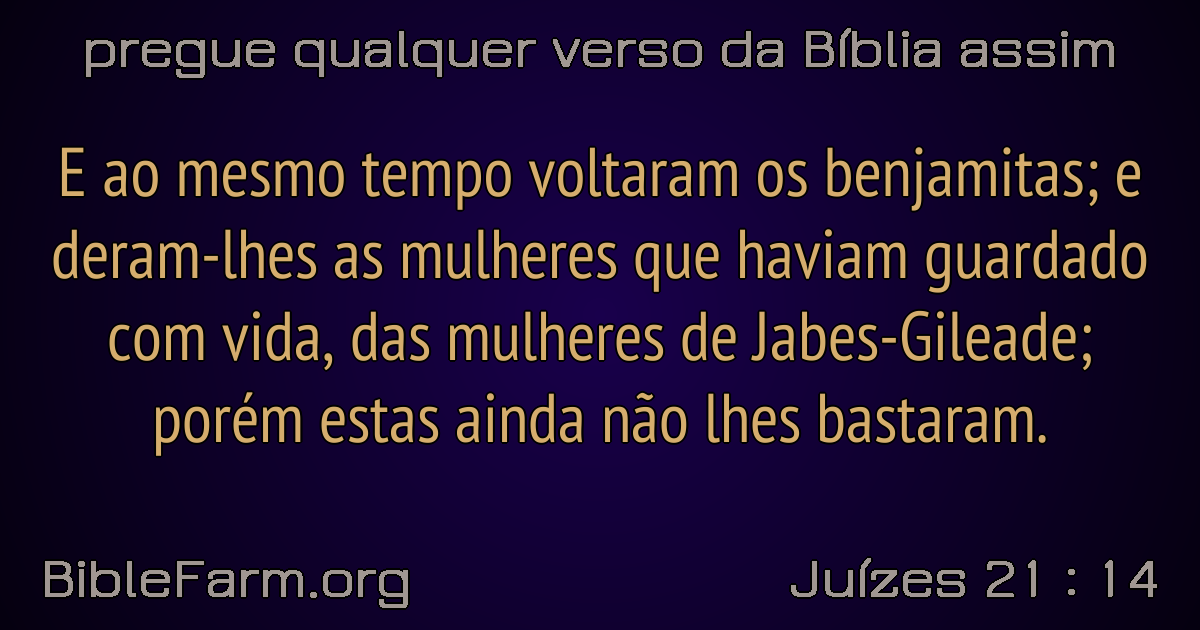 pregue qualquer verso da Bíblia assim
E ao mesmo tempo voltaram os benjamitas; e
deram-lhes as mulheres que haviam guardado
com vida, das mulheres de Jabes-Gileade;
porém estas ainda não lhes bastaram.
BibleFarm.org
Juízes 21 : 14